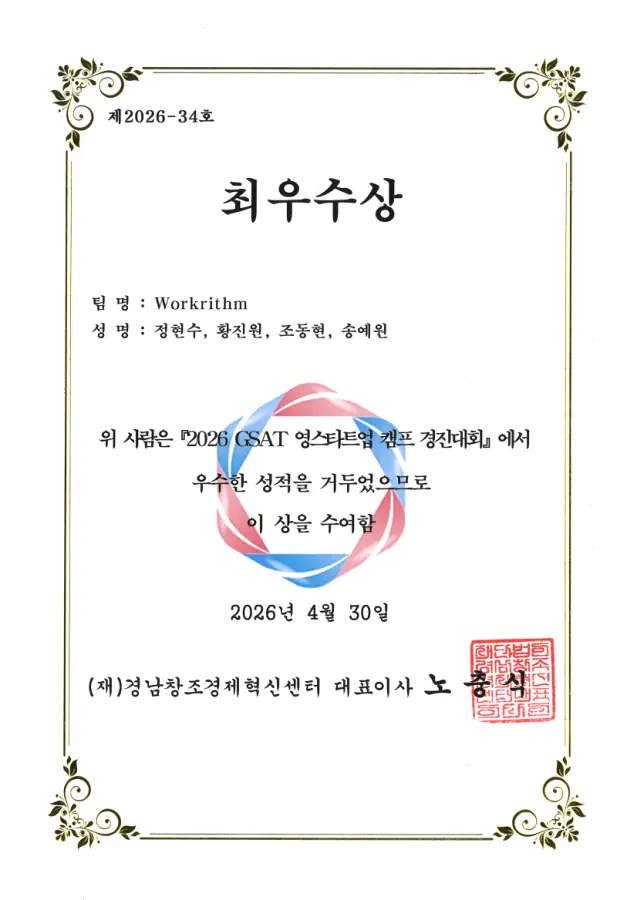 제2026-34호
최우수상
팀 명 : Workrithm
성 명 : 정현수, 황진원, 조동현, 송예원
위 사람은 『2026 GSAT 영스타트업 캠프 경진대회』에서
우수한 성적을 거두었으므로
이 상을 수여함
2026년 4월 30일
(재)경남창조경제혁신센터 대표이사 노충식